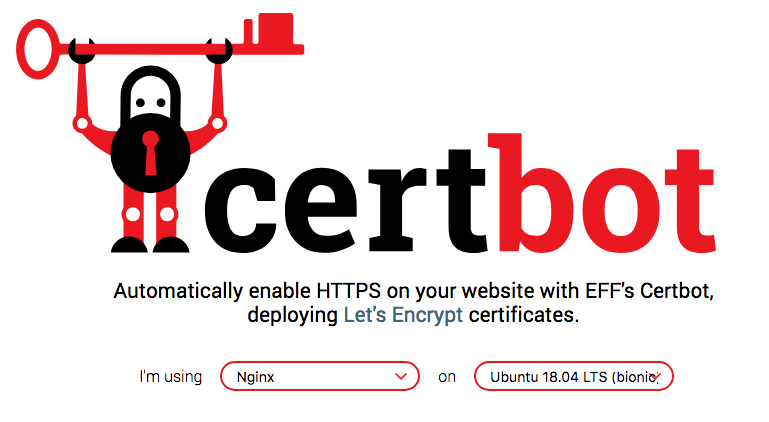 certbot
Automatically enable HTTPS on your website with EFF's Certbot,
deploying Let's Encrypt certificates.
I'm using Nginx on Ubuntu 18.04 LTS (bionic)